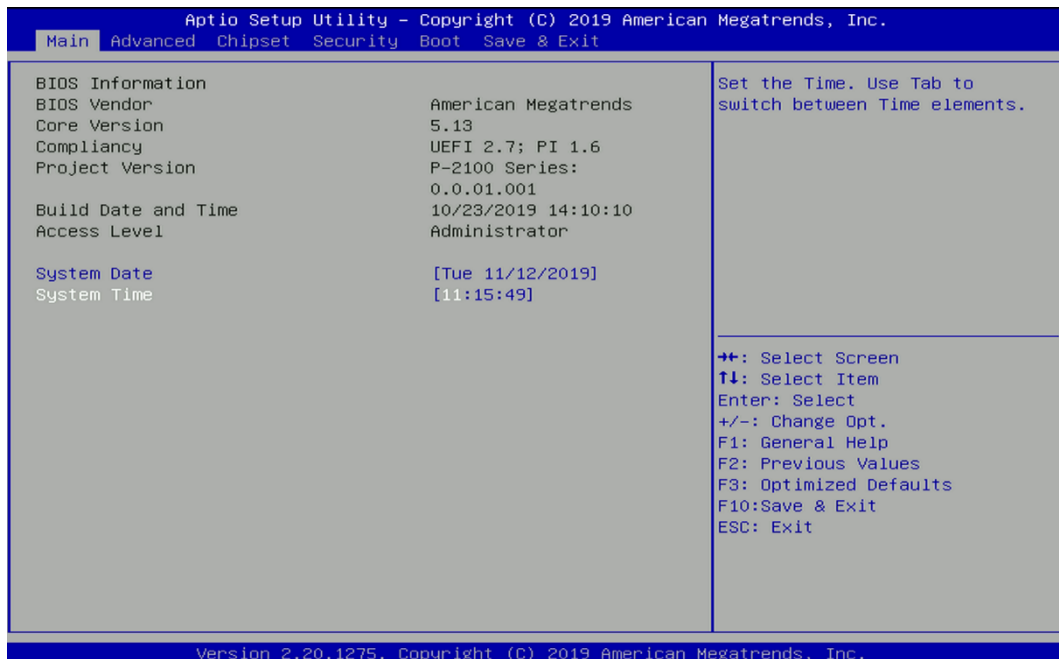 Aptio Setup Utility – Copyright (C) 2019 American Megatrends, Inc.
Main Advanced Chipset Security Boot Save & Exit
BIOS Information
BIOS Vendor American Megatrends
Core Version 5.13
Compliancy UEFI 2.7; PI 1.6
Project Version P-2100 Series:
0.0.01.001
Build Date and Time 10/23/2019 14:10:10
Access Level Administrator
System Date [Tue 11/12/2019]
System Time [11:15:49]
Set the Time. Use Tab to
switch between Time elements.
→←: Select Screen
↑↓: Select Item
Enter: Select
+/-: Change Opt.
F1: General Help
F2: Previous Values
F3: Optimized Defaults
F10:Save & Exit
ESC: Exit
Version 2.20.1275. Copyright (C) 2019 American Megatrends, Inc.